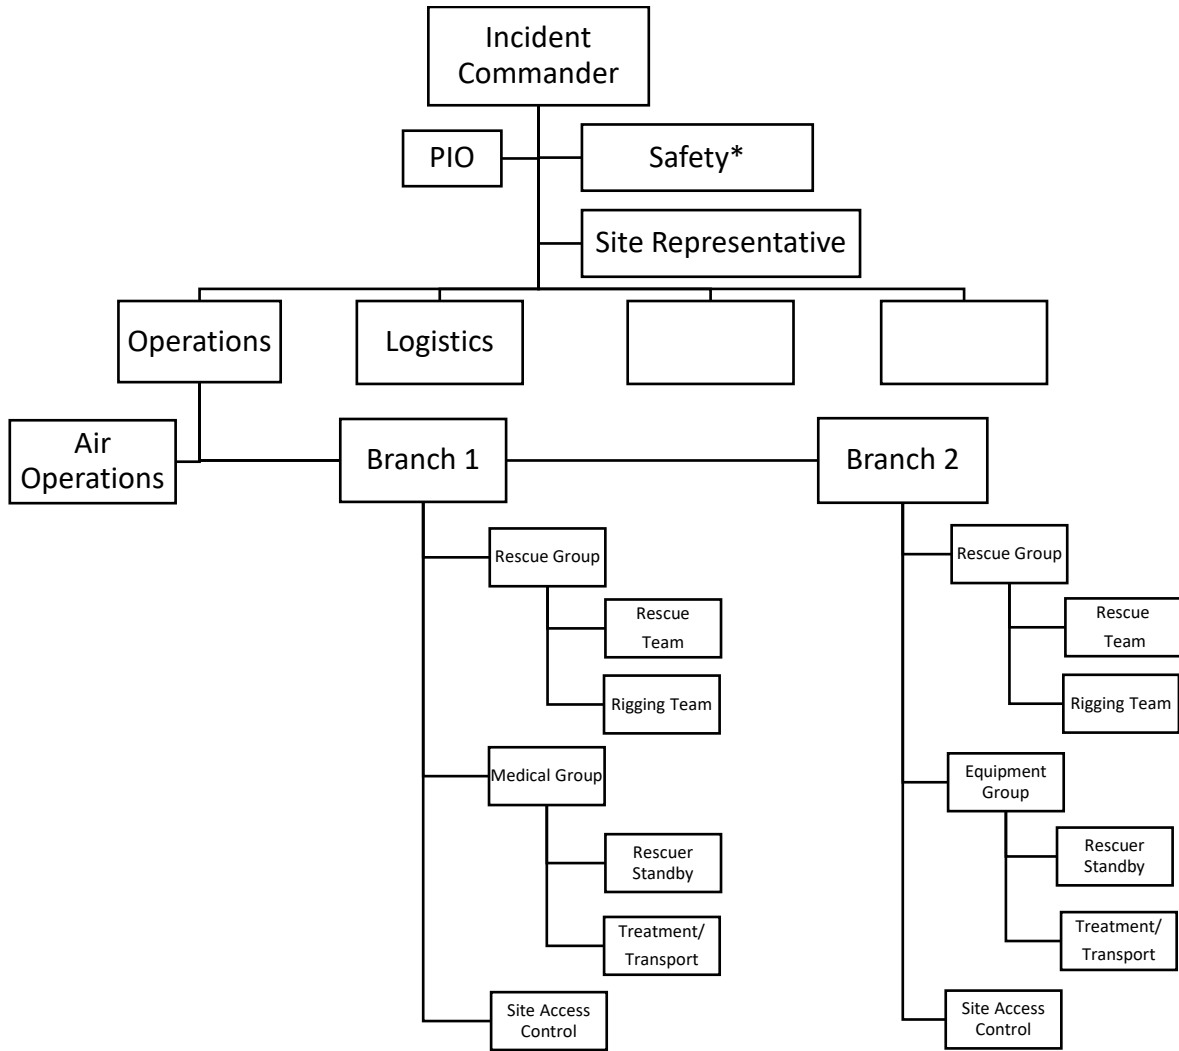 Incident
Commander
PIO
Safety*
Site Representative
Operations
Logistics
Air
Operations
Branch 1
Branch 2
Rescue Group
Rescue
Team
Rigging Team
Medical Group
Rescuer
Standby
Treatment/
Transport
Site Access
Control
Rescue Group
Rescue
Team
Rigging Team
Equipment
Group
Rescuer
Standby
Treatment/
Transport
Site Access
Control